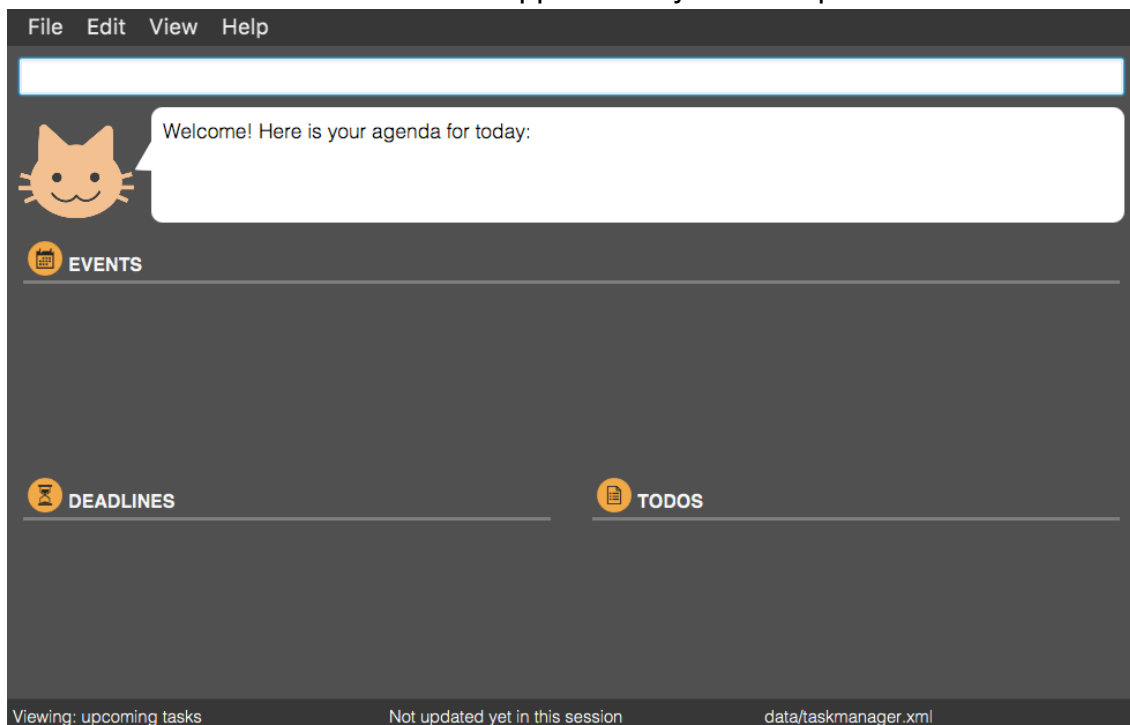 File Edit View Help
Welcome! Here is your agenda for today:
EVENTS
DEADLINES
TODOS
Viewing: upcoming tasks
Not updated yet in this session
data/taskmanager.xml